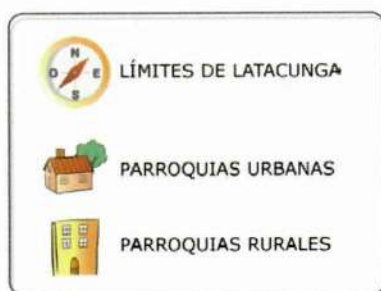 N
O E
S
LÍMITES DE LATACUNGA
PARROQUIAS URBANAS
PARROQUIAS RURALES